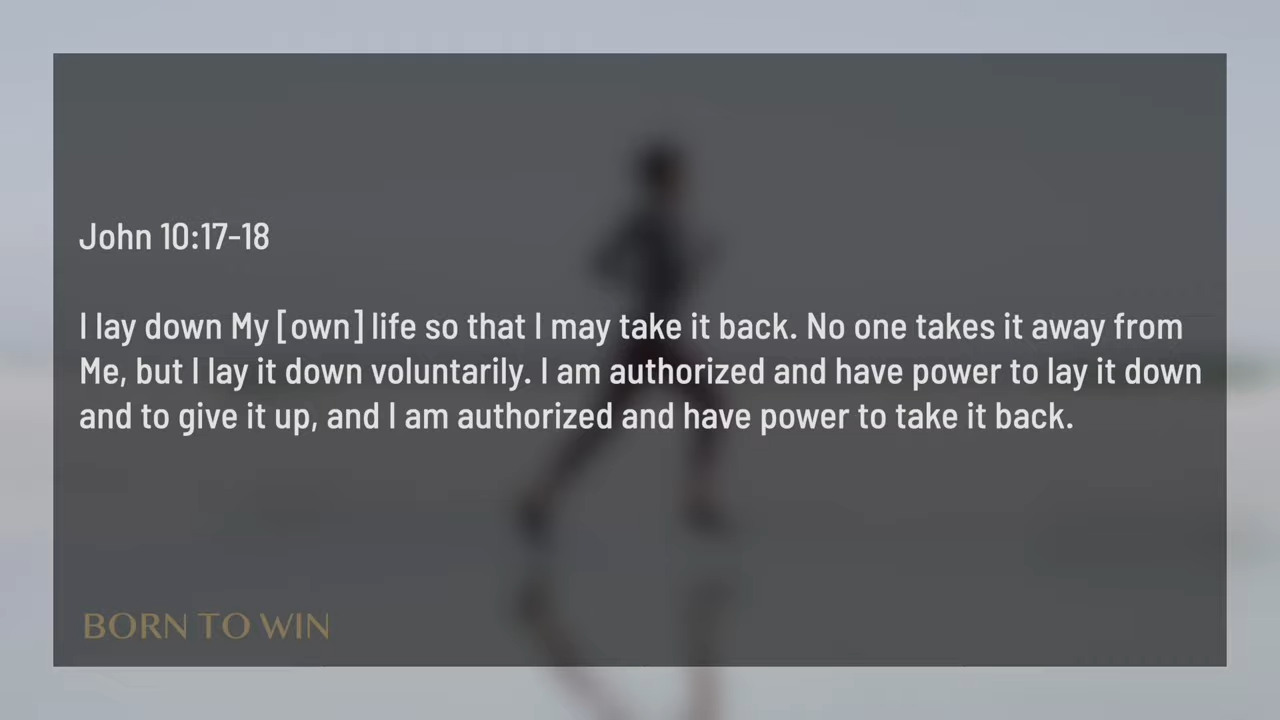 John 10:17-18
I lay down My [own] life so that I may take it back. No one takes it away from
Me, but I lay it down voluntarily. I am authorized and have power to lay it down
and to give it up, and I am authorized and have power to take it back.
BORN TO WIN